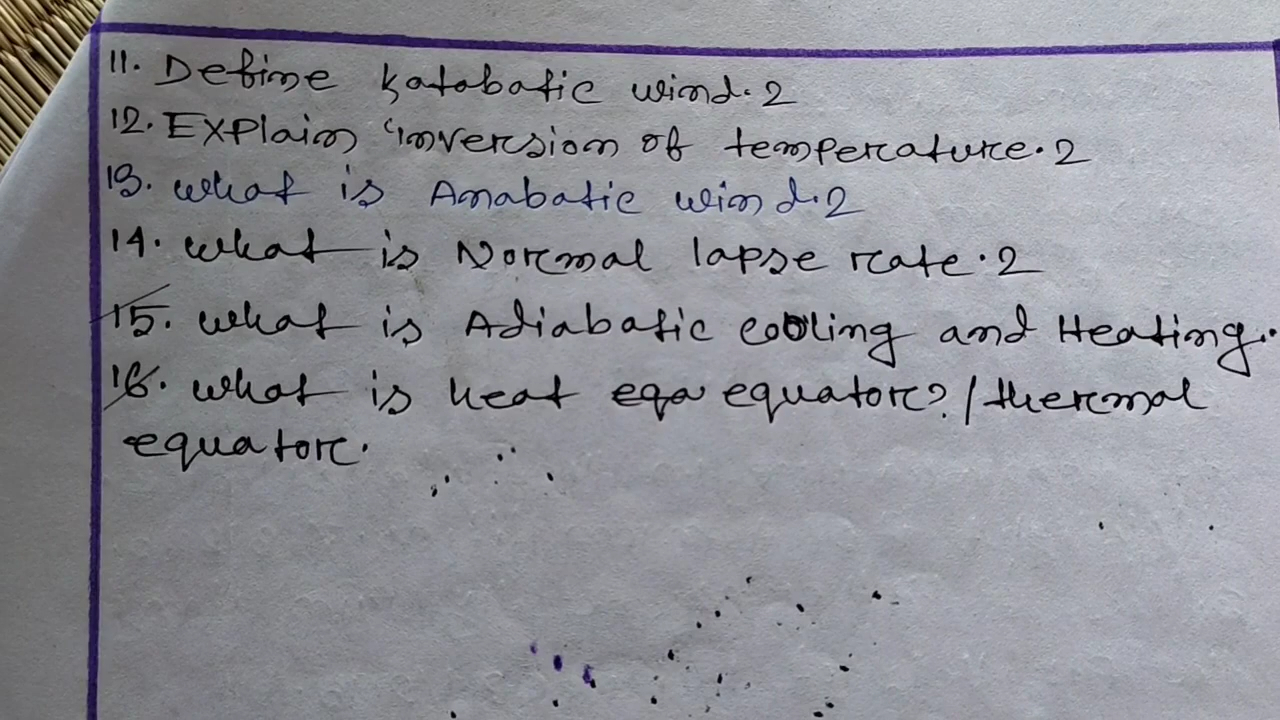 11. Define katabatic wind. 2
12. Explain inversion of temperature. 2
13. what is Anabatic wind. 2
14. what is Normal lapse rate. 2
15. what is Adiabatic cooling and Heating.
16. what is heat eqa equator? / thermal
equator.